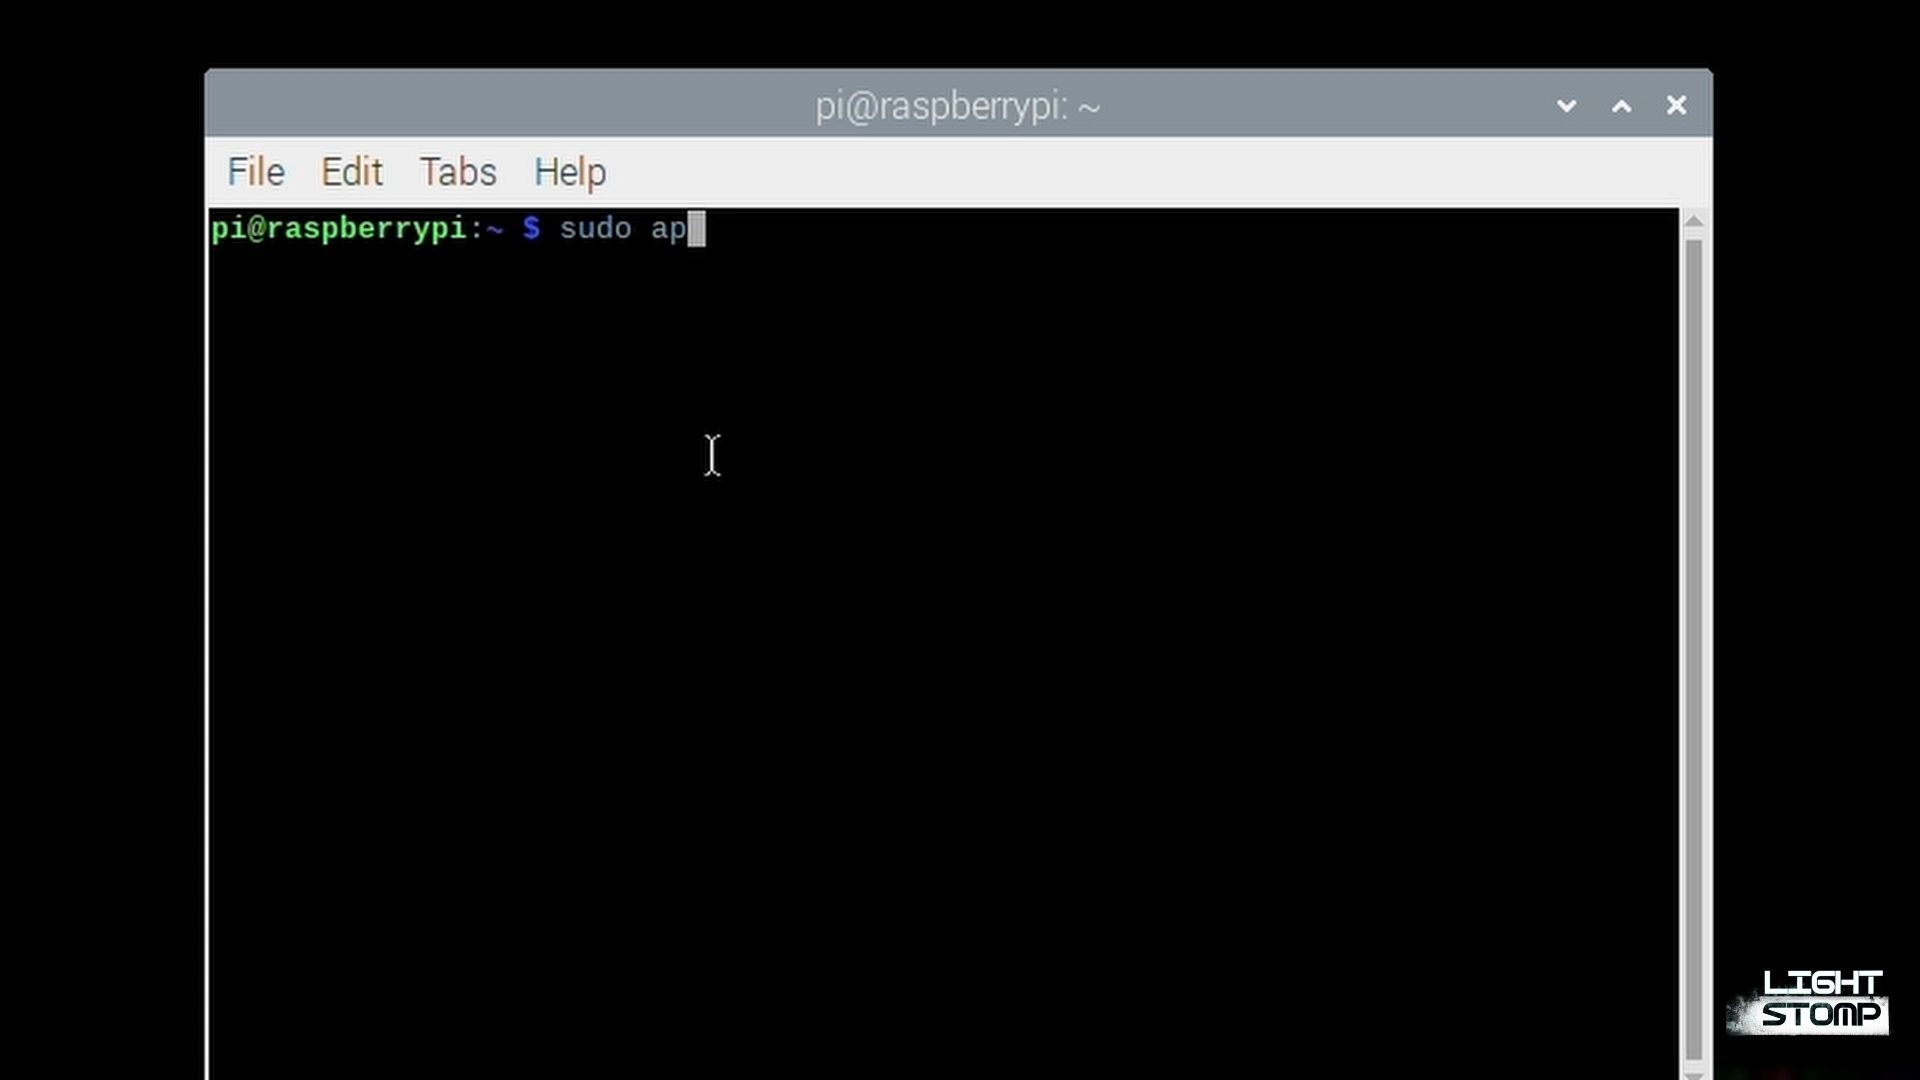 pi@raspberrypi: ~
File Edit Tabs Help
pi@raspberrypi:~ $ sudo ap
LIGHT
STOMP